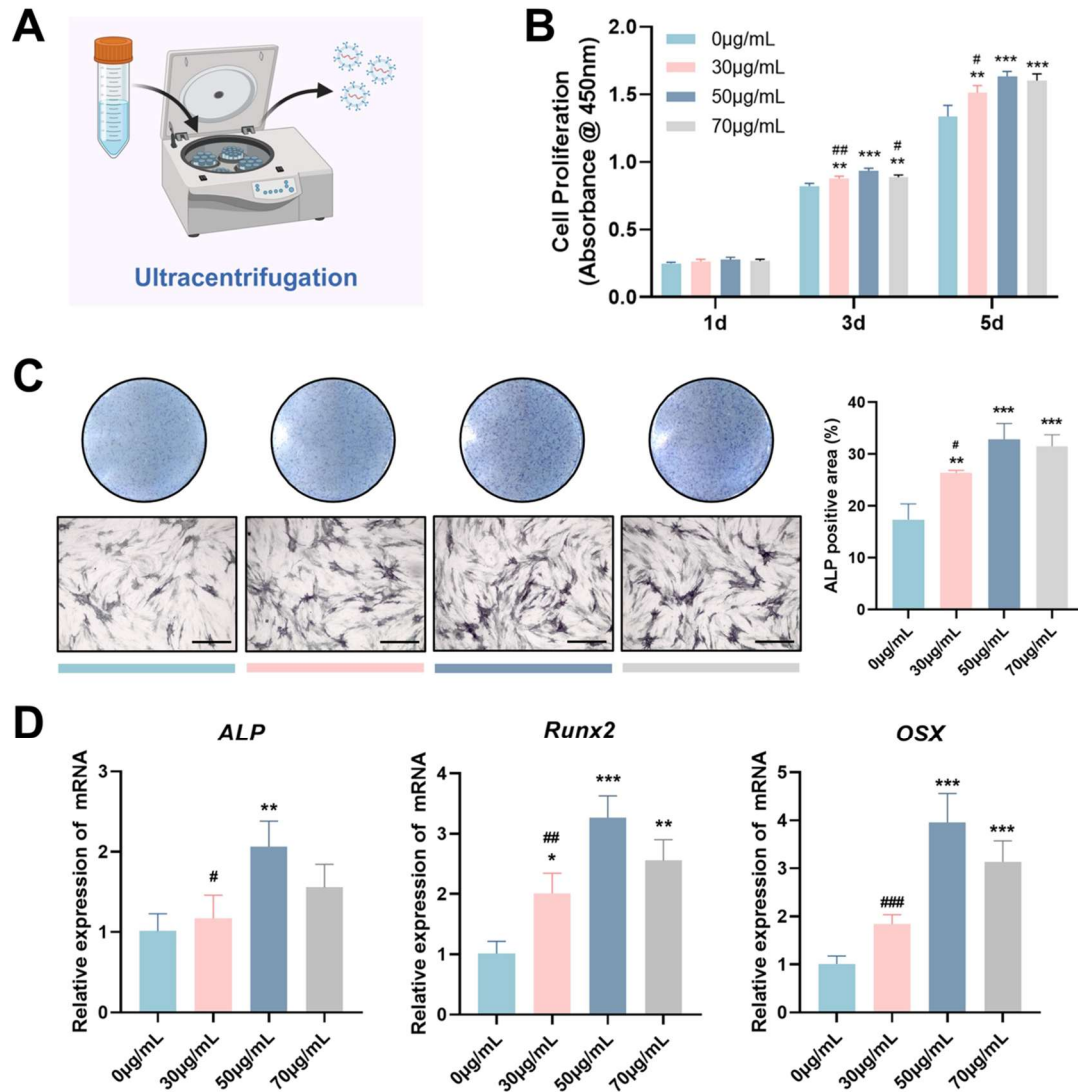 A
Ultracentrifugation
B
Cell Proliferation
(Absorbance @ 450nm)
2.0
1.5
1.0
0.5
0.0
0µg/mL
30µg/mL
50µg/mL
70µg/mL
##
**
***
#
**
#
**
***
***
1d
3d
5d
C
ALP positive area (%)
40
30
20
10
0
#
**
***
***
0µg/mL
30µg/mL
50µg/mL
70µg/mL
D
ALP
Relative expression of mRNA
3
2
1
0
#
**
0µg/mL
30µg/mL
50µg/mL
70µg/mL
Runx2
Relative expression of mRNA
4
3
2
1
0
##
*
***
**
0µg/mL
30µg/mL
50µg/mL
70µg/mL
OSX
Relative expression of mRNA
5
4
3
2
1
0
###
***
***
0µg/mL
30µg/mL
50µg/mL
70µg/mL